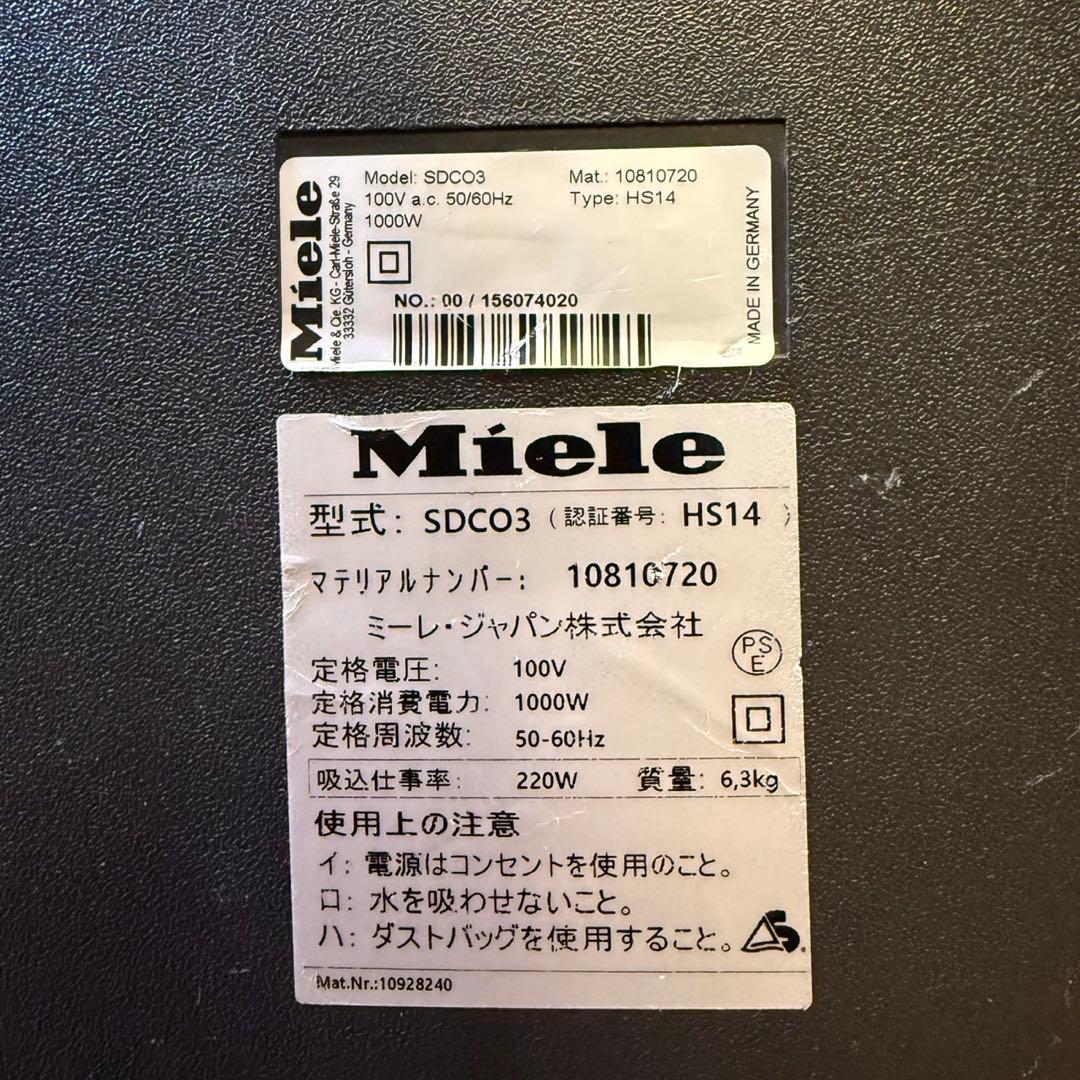 Miele
Miele & Cie. KG - Carl-Miele-Straße 29
33332 Gütersloh - Germany
Model: SDCO3
Mat.: 10810720
100V a.c. 50/60Hz
Type: HS14
1000W
NO.: 00 / 156074020
MADE IN GERMANY
Miele
型式: SDCO3 (認証番号: HS14 )
マテリアルナンバー: 10810720
ミーレ・ジャパン株式会社
PS
E
定格電圧: 100V
定格消費電力: 1000W
定格周波数: 50-60Hz
吸込仕事率: 220W 質量: 6,3kg
使用上の注意
イ: 電源はコンセントを使用のこと。
ロ: 水を吸わせないこと。
ハ: ダストバッグを使用すること。
Mat.Nr.:10928240